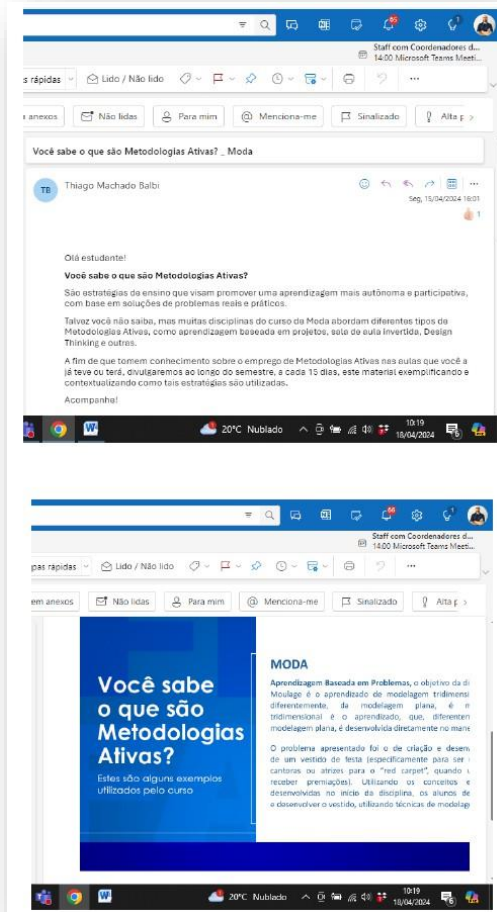 Staff com Coordenadores d...
14:00 Microsoft Teams Meeti...
s rápidas
Lido / Não lido
...
anexos
Não lidas
Para mim
@ Menciona-me
Sinalizado
Alta p
Você sabe o que são Metodologias Ativas? _ Moda
TB
Thiago Machado Balbi
...
Seg, 15/04/2024 16:01
1
Olá estudante!
Você sabe o que são Metodologias Ativas?
São estratégias de ensino que visam promover uma aprendizagem mais autônoma e participativa,
com base em soluções de problemas reais e práticos.
Talvez você não saiba, mas muitas disciplinas do curso de Moda abordam diferentes tipos de
Metodologias Ativas, como aprendizagem baseada em projetos, sala de aula invertida, Design
Thinking e outras.
A fim de que tomem conhecimento sobre o emprego de Metodologias Ativas nas aulas que você a
já teve ou terá, divulgaremos ao longo do semestre, a cada 15 dias, este material exemplificando e
contextualizando como tais estratégias são utilizadas.
Acompanhe!
20°C Nublado
10:19
18/04/2024
Staff com Coordenadores d...
14:00 Microsoft Teams Meeti...
pas rápidas
Lido / Não lido
...
em anexos
Não lidas
Para mim
@ Menciona-me
Sinalizado
Alta p
Você sabe
o que são
Metodologias
Ativas?
Estes são alguns exemplos
utilizados pelo curso
MODA
Aprendizagem Baseada em Problemas, o objetivo da di
Moulage é o aprendizado de modelagem tridimensi
diferentemente, da modelagem plana, é
tridimensional é o aprendizado, que, diferenten
modelagem plana, é desenvolvida diretamente no mane
O problema apresentado foi o de criação e desen
de um vestido de festa (especificamente para ser
cantoras ou atrizes para o "red carpet", quando
receber premiações). Utilizando os conceitos e
desenvolvidas no início da disciplina, os alunos de
e desenvolver o vestido, utilizando técnicas de modelag
20°C Nublado
10:19
18/04/2024